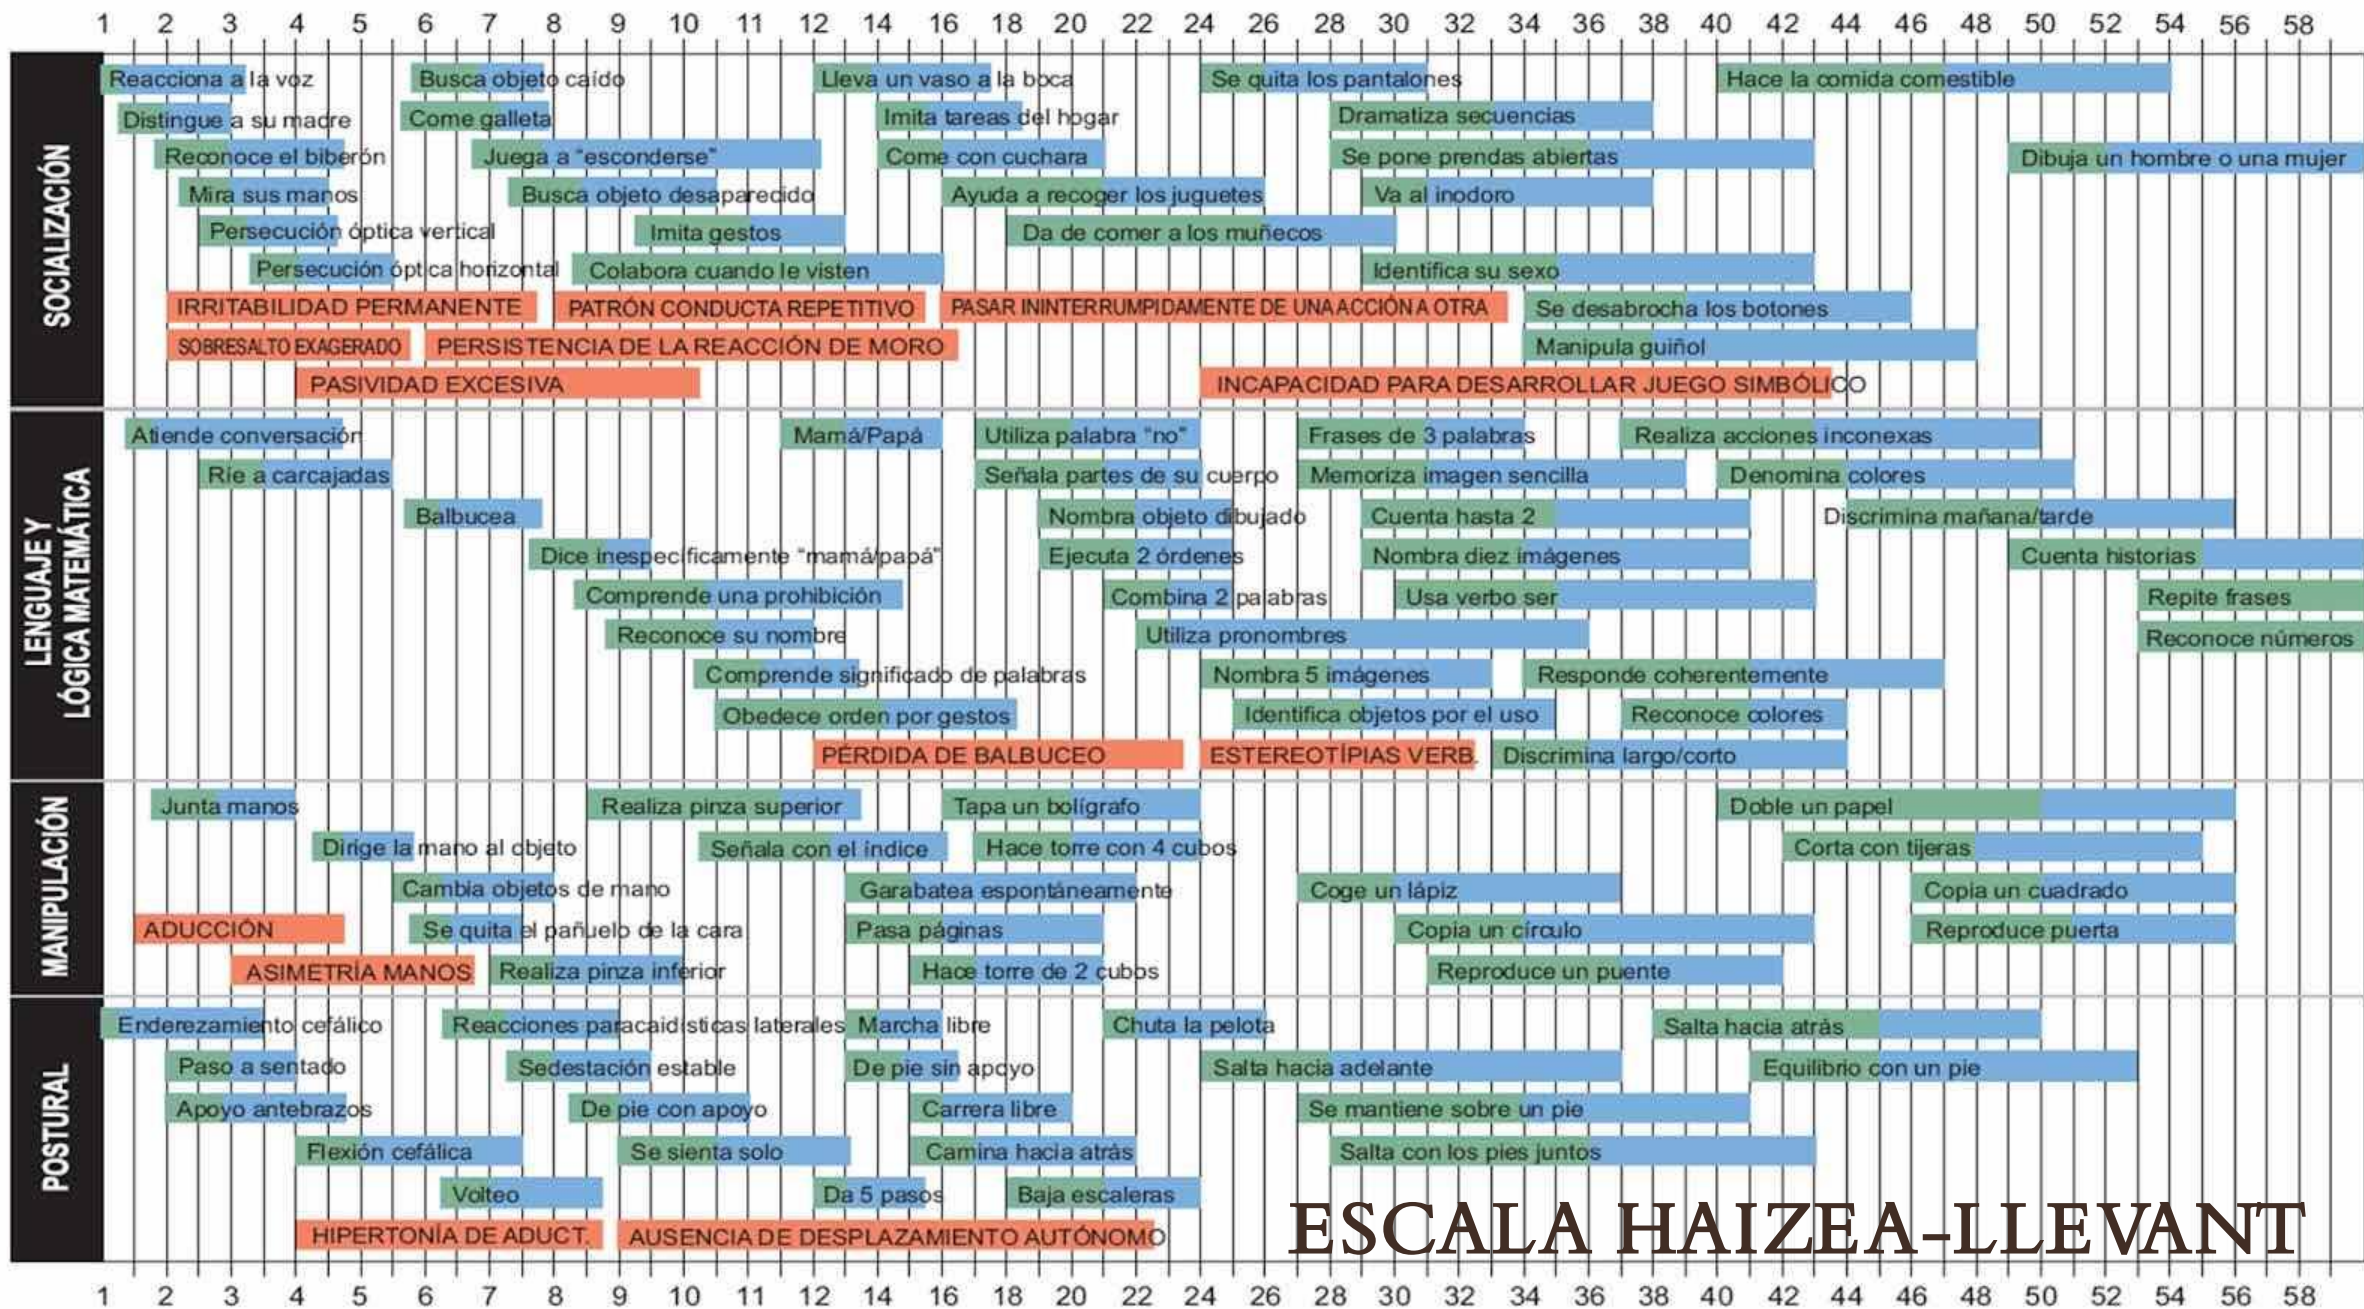 1 2 3 4 5 6 7 8 9 10 12 14 16 18 20 22 24 26 28 30 32 34 36 38 40 42 44 46 48 50 52 54 56 58
SOCIALIZACIÓN
Reacciona a la voz Busca objeto caído Lleva un vaso a la boca Se quita los pantalones Hace la comida comestible
Distingue a su madre Come galleta Imita tareas del hogar Dramatiza secuencias
Reconoce el biberón Juega a "esconderse" Come con cuchara Se pone prendas abiertas Dibuja un hombre o una mujer
Mira sus manos Busca objeto desaparecido Ayuda a recoger los juguetes Va al inodoro
Persecución óptica vertical Imita gestos Da de comer a los muñecos
Persecución óptica horizontal Colabora cuando le visten Identifica su sexo
IRRITABILIDAD PERMANENTE PATRÓN CONDUCTA REPETITIVO PASAR ININTERRUMPIDAMENTE DE UNA ACCIÓN A OTRA Se desabrocha los botones
SOBRESALTO EXAGERADO PERSISTENCIA DE LA REACCIÓN DE MORO Manipula guiñol
PASIVIDAD EXCESIVA INCAPACIDAD PARA DESARROLLAR JUEGO SIMBÓLICO
LENGUAJE Y
LÓGICA MATEMÁTICA
Atiende conversación Mamá/Papá Utiliza palabra "no" Frases de 3 palabras Realiza acciones inconexas
Ríe a carcajadas Señala partes de su cuerpo Memoriza imagen sencilla Denomina colores
Balbucea Nombra objeto dibujado Cuenta hasta 2 Discrimina mañana/tarde
Dice inespecíficamente "mamá/papá" Ejecuta 2 órdenes Nombra diez imágenes Cuenta historias
Comprende una prohibición Combina 2 palabras Usa verbo ser Repite frases
Reconoce su nombre Utiliza pronombres Reconoce números
Comprende significado de palabras Nombra 5 imágenes Responde coherentemente
Obedece orden por gestos Identifica objetos por el uso Reconoce colores
PÉRDIDA DE BALBUCEO ESTEREOTÍPIAS VERB. Discrimina largo/corto
MANIPULACIÓN
Junta manos Realiza pinza superior Tapa un bolígrafo Doble un papel
Dirige la mano al objeto Señala con el índice Hace torre con 4 cubos Corta con tijeras
Cambia objetos de mano Garabatea espontáneamente Coge un lápiz Copia un cuadrado
ADUCCIÓN Se quita el pañuelo de la cara Pasa páginas Copia un círculo Reproduce puerta
ASIMETRÍA MANOS Realiza pinza inferior Hace torre de 2 cubos Reproduce un puente
POSTURAL
Enderezamiento cefálico Reacciones paracaidísticas laterales Marcha libre Chuta la pelota Salta hacia atrás
Paso a sentado Sedestación estable De pie sin apoyo Salta hacia adelante Equilibrio con un pie
Apoyo antebrazos De pie con apoyo Carrera libre Se mantiene sobre un pie
Flexión cefálica Se sienta solo Camina hacia atrás Salta con los pies juntos
Volteo Da 5 pasos Baja escaleras
HIPERTONÍA DE ADUCT. AUSENCIA DE DESPLAZAMIENTO AUTÓNOMO
ESCALA HAIZEA-LLEVANT
1 2 3 4 5 6 7 8 9 10 12 14 16 18 20 22 24 26 28 30 32 34 36 38 40 42 44 46 48 50 52 54 56 58